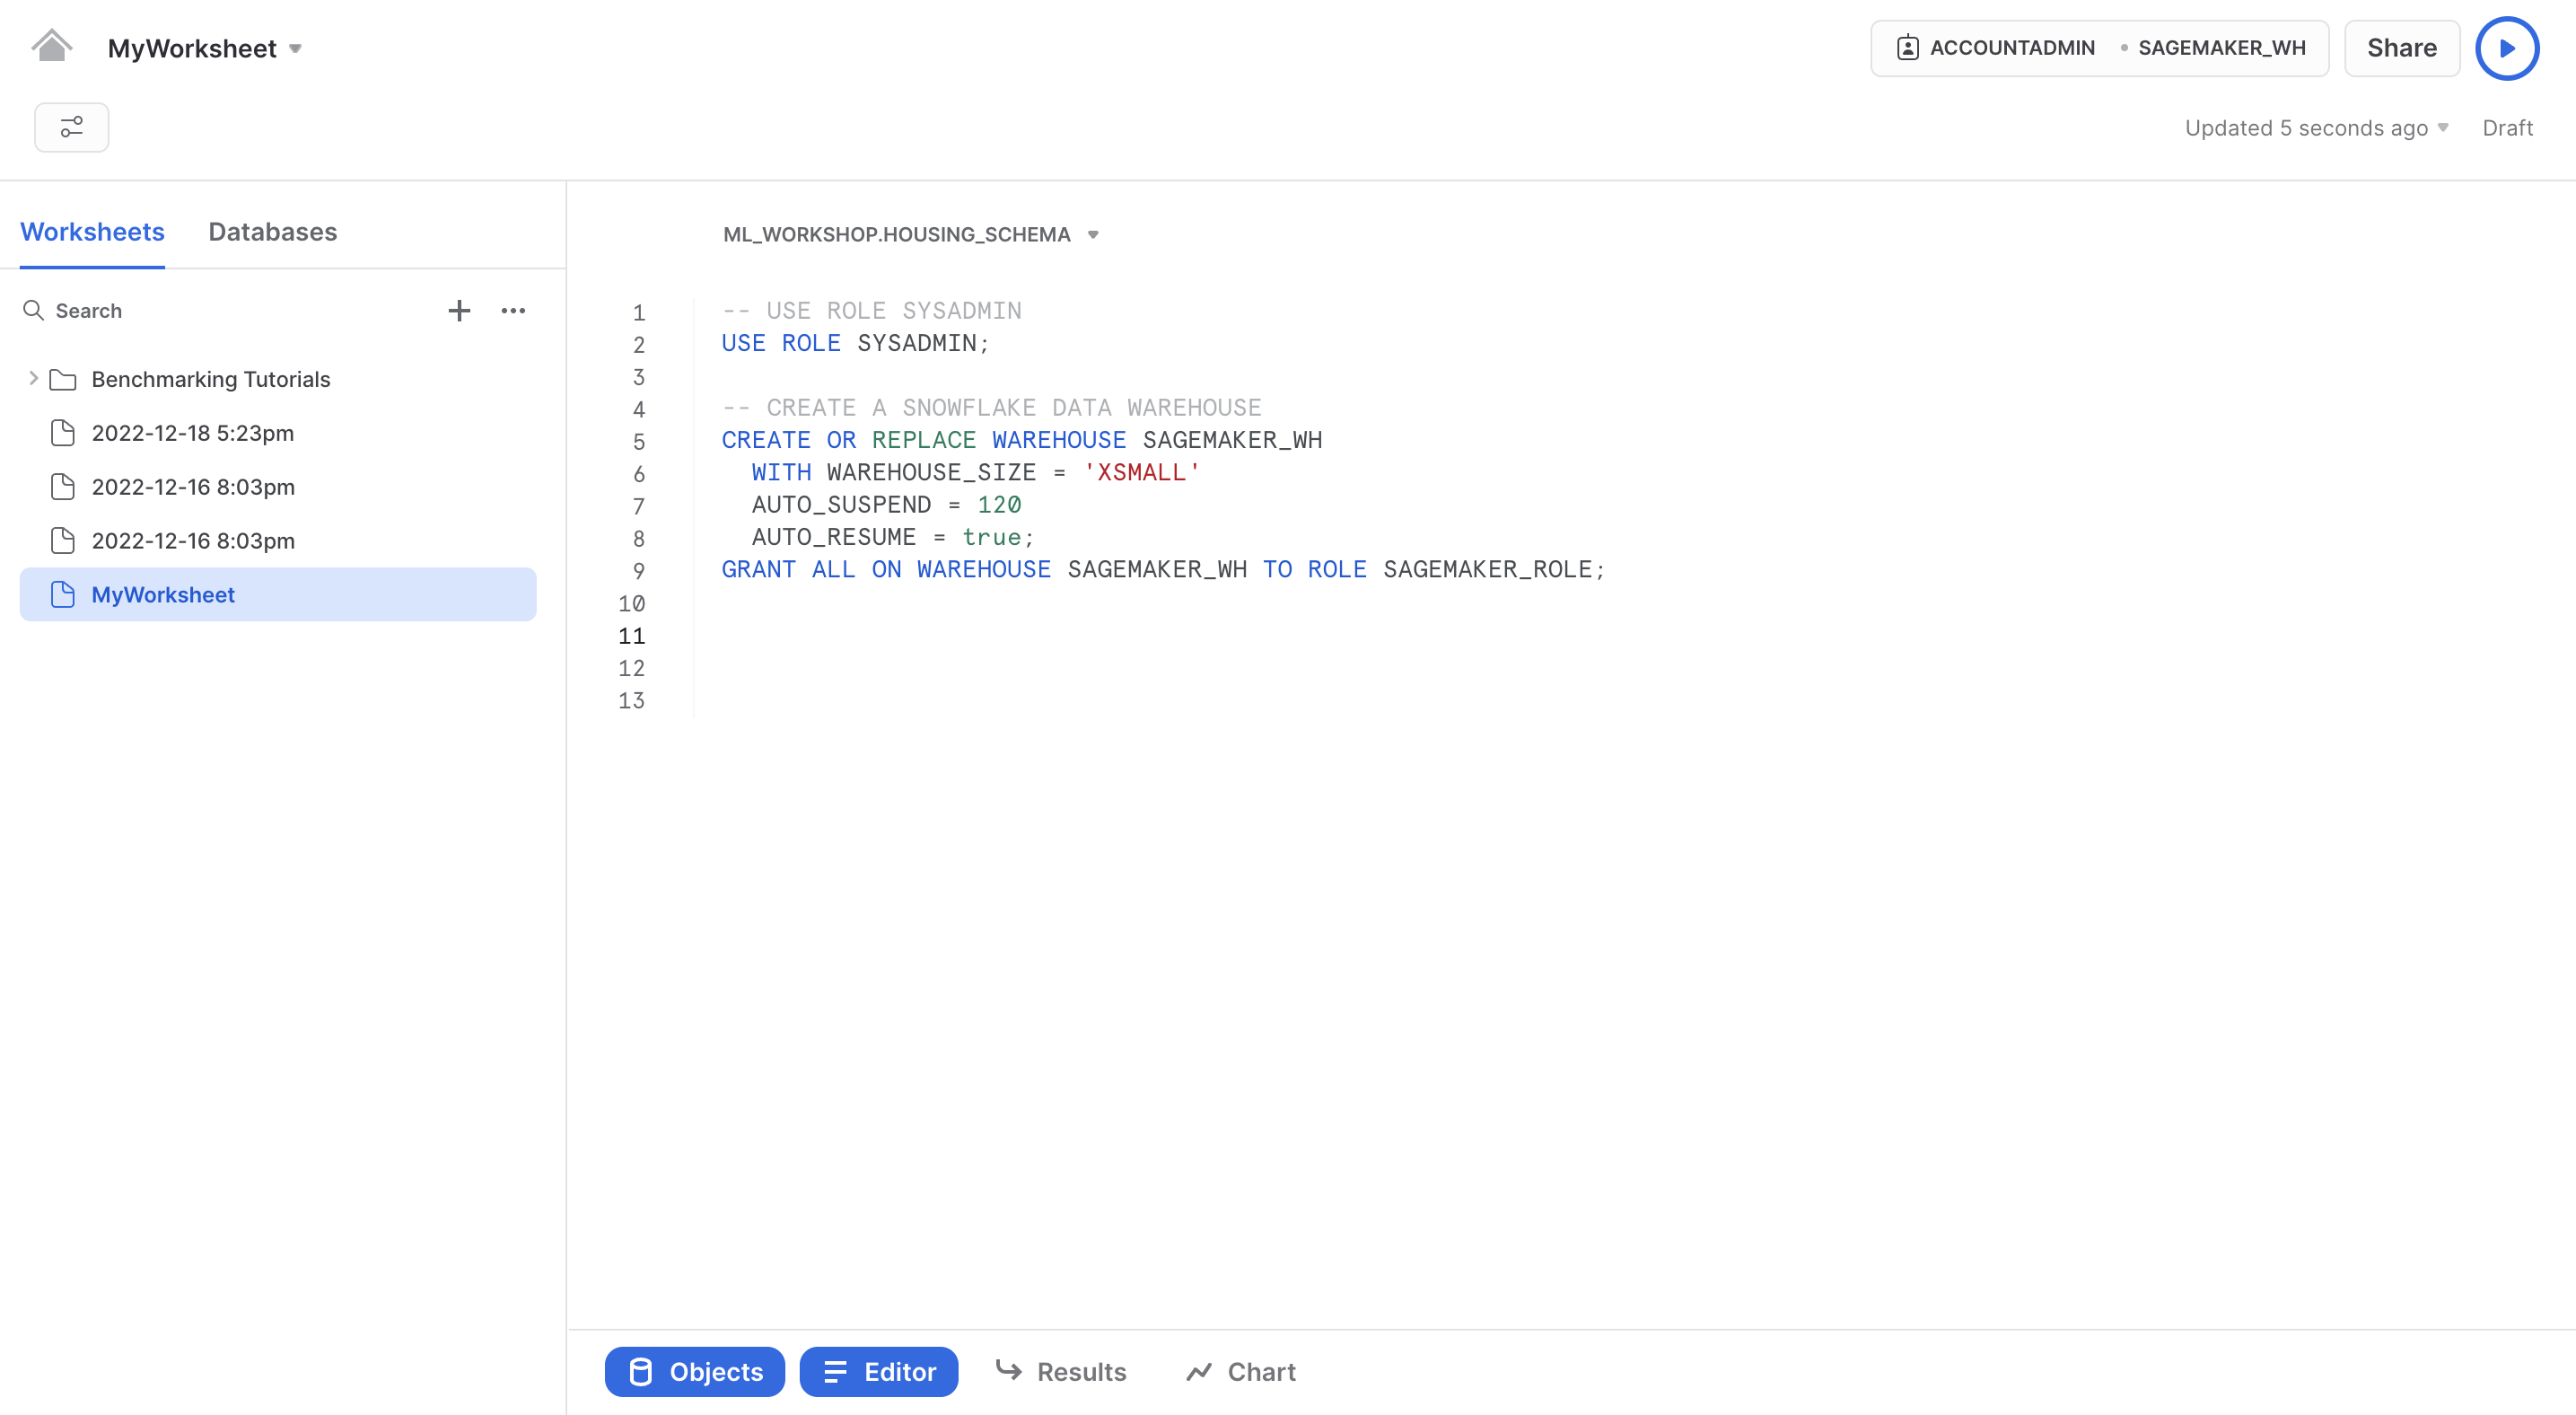 MyWorksheet
ACCOUNTADMIN • SAGEMAKER_WH
Share
Updated 5 seconds ago
Draft
Worksheets
Databases
Search
Benchmarking Tutorials
2022-12-18 5:23pm
2022-12-16 8:03pm
2022-12-16 8:03pm
MyWorksheet
ML_WORKSHOP.HOUSING_SCHEMA
1 -- USE ROLE SYSADMIN
2 USE ROLE SYSADMIN;
3
4 -- CREATE A SNOWFLAKE DATA WAREHOUSE
5 CREATE OR REPLACE WAREHOUSE SAGEMAKER_WH
6 WITH WAREHOUSE_SIZE = 'XSMALL'
7 AUTO_SUSPEND = 120
8 AUTO_RESUME = true;
9 GRANT ALL ON WAREHOUSE SAGEMAKER_WH TO ROLE SAGEMAKER_ROLE;
10
11
12
13
Objects
Editor
Results
Chart